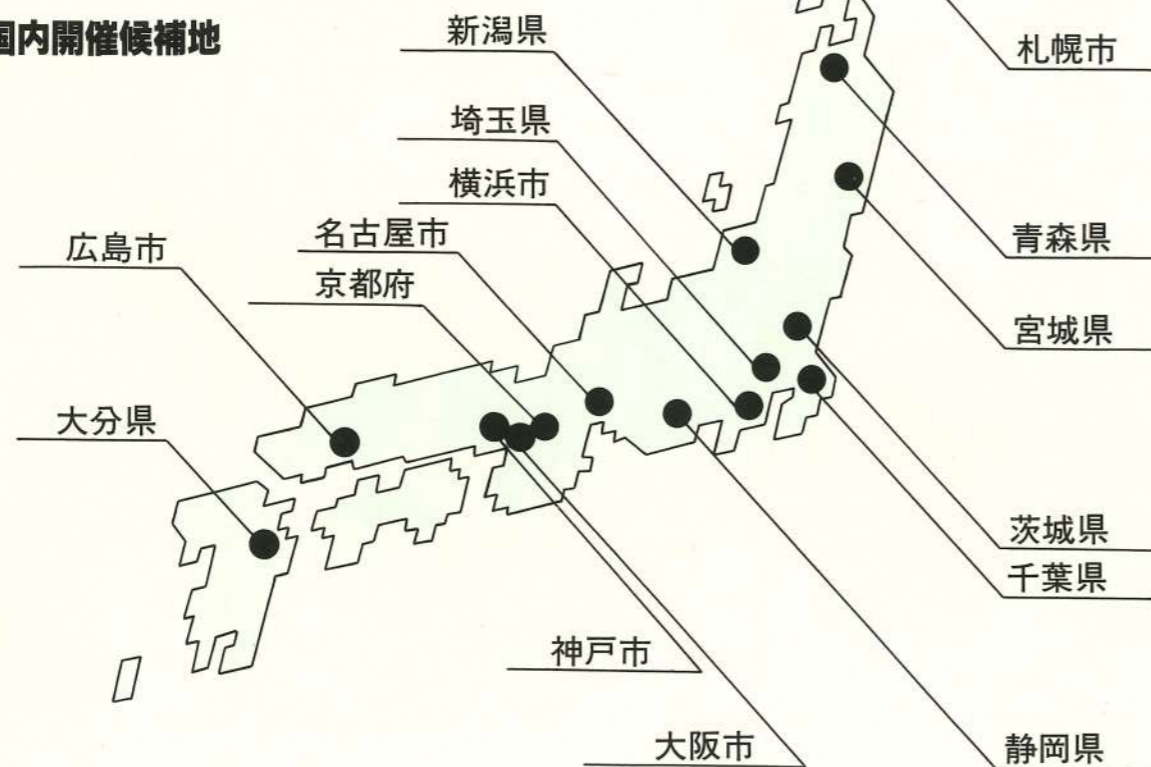 国内開催候補地
新潟県
札幌市
埼玉県
横浜市
名古屋市
青森県
広島市
京都府
宮城県
大分県
茨城県
千葉県
神戸市
大阪市
静岡県